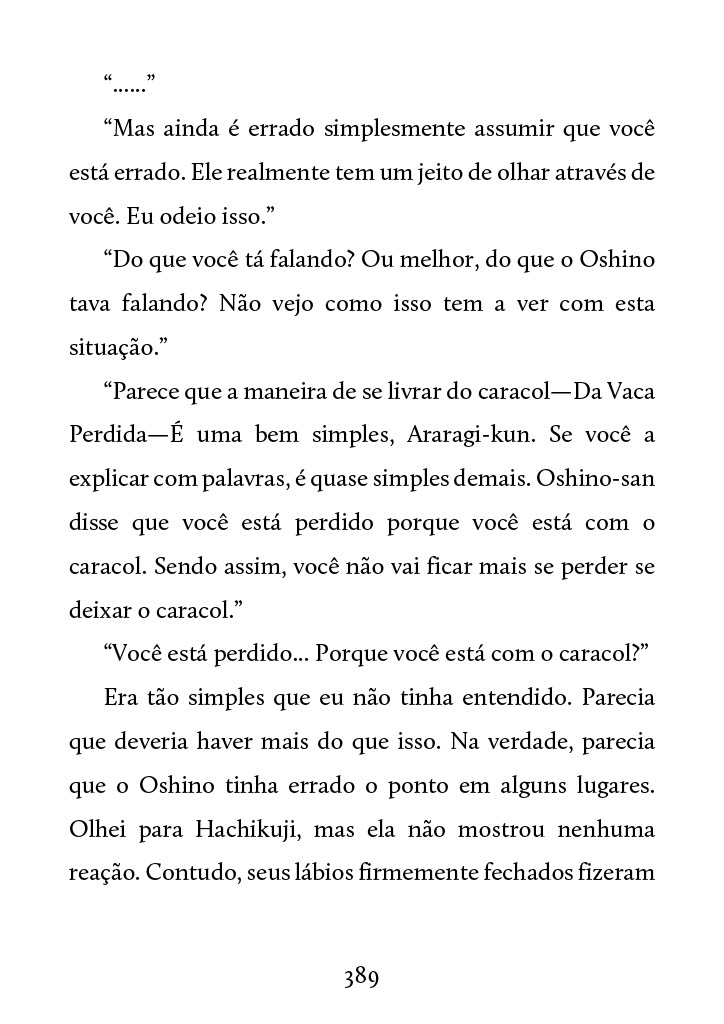 “......”
“Mas ainda é errado simplesmente assumir que você
está errado. Ele realmente tem um jeito de olhar através de
você. Eu odeio isso.”
“Do que você tá falando? Ou melhor, do que o Oshino
tava falando? Não vejo como isso tem a ver com esta
situação.”
“Parece que a maneira de se livrar do caracol—Da Vaca
Perdida—É uma bem simples, Araragi-kun. Se você a
explicar com palavras, é quase simples demais. Oshino-san
disse que você está perdido porque você está com o
caracol. Sendo assim, você não vai ficar mais se perder se
deixar o caracol.”
“Você está perdido... Porque você está com o caracol?”
Era tão simples que eu não tinha entendido. Parecia
que deveria haver mais do que isso. Na verdade, parecia
que o Oshino tinha errado o ponto em alguns lugares.
Olhei para Hachikuji, mas ela não mostrou nenhuma
reação. Contudo, seus lábios firmemente fechados fizeram
389